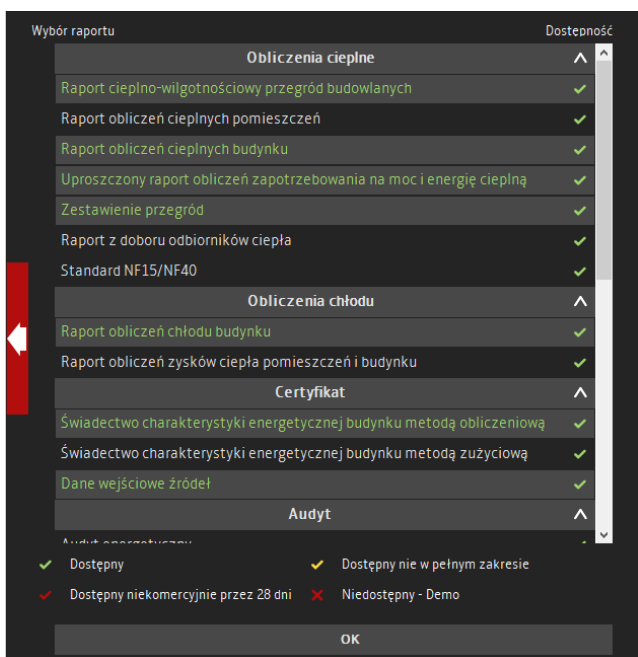 Wybór raportu Dostępność
Obliczenia cieplne
Raport cieplno-wilgotnościowy przegród budowlanych
Raport obliczeń cieplnych pomieszczeń
Raport obliczeń cieplnych budynku
Uproszczony raport obliczeń zapotrzebowania na moc i energię cieplną
Zestawienie przegród
Raport z doboru odbiorników ciepła
Standard NF15/NF40
Obliczenia chłodu
Raport obliczeń chłodu budynku
Raport obliczeń zysków ciepła pomieszczeń i budynku
Certyfikat
Świadectwo charakterystyki energetycznej budynku metodą obliczeniową
Świadectwo charakterystyki energetycznej budynku metodą zużyciową
Dane wejściowe źródeł
Audyt
Audyt energetyczny
Dostępny Dostępny nie w pełnym zakresie
Dostępny niekomercyjnie przez 28 dni Niedostępny - Demo
OK